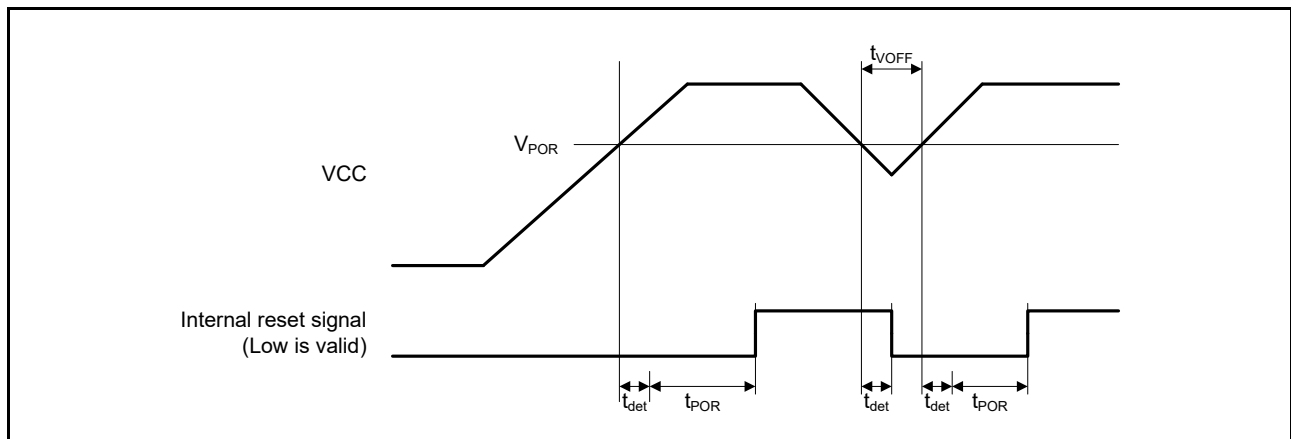 tVOFF
VPOR
VCC
Internal reset signal
(Low is valid)
tdet
tPOR
tdet
tdet
tPOR